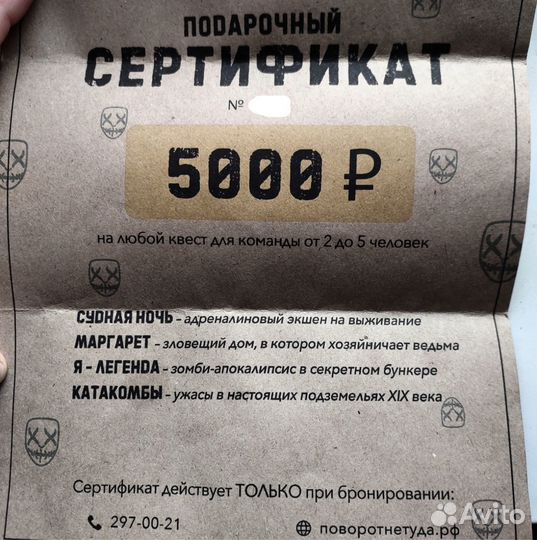 ПОДАРОЧНЫЙ
СЕРТИФИКАТ
№
5000 ₽
на любой квест для команды от 2 до 5 человек
СУДНАЯ НОЧЬ - адреналиновый экшен на выживание
МАРГАРЕТ - зловещий дом, в котором хозяйничает ведьма
Я - ЛЕГЕНДА - зомби-апокалипсис в секретном бункере
КАТАКОМБЫ - ужасы в настоящих подземельях XIX века
Сертификат действует ТОЛЬКО при бронировании:
297-00-21
поворотнетуда.рф
Avito